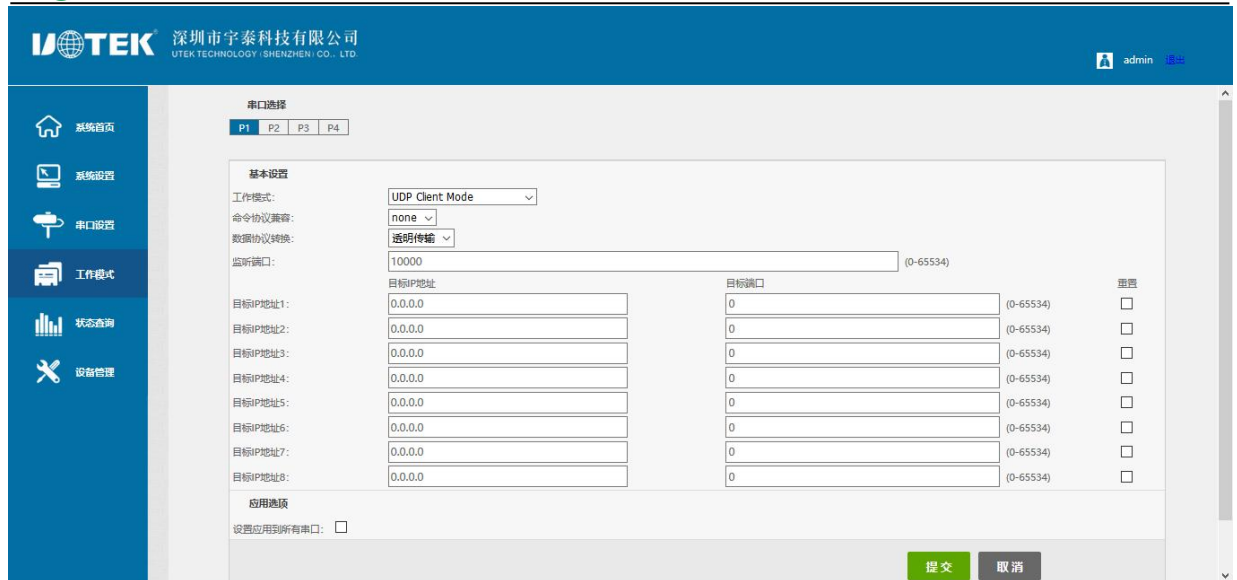 UOTEK® 深圳市宇泰科技有限公司
UTEK TECHNOLOGY (SHENZHEN) CO., LTD.
admin 退出
系统首页
系统设置
串口设置
工作模式
状态查询
设备管理
串口选择
P1 P2 P3 P4
基本设置
工作模式: UDP Client Mode
命令协议兼容: none
数据协议转换: 透明传输
监听端口: 10000 (0-65534)
目标IP地址 目标端口 重置
目标IP地址1: 0.0.0.0 0 (0-65534)
目标IP地址2: 0.0.0.0 0 (0-65534)
目标IP地址3: 0.0.0.0 0 (0-65534)
目标IP地址4: 0.0.0.0 0 (0-65534)
目标IP地址5: 0.0.0.0 0 (0-65534)
目标IP地址6: 0.0.0.0 0 (0-65534)
目标IP地址7: 0.0.0.0 0 (0-65534)
目标IP地址8: 0.0.0.0 0 (0-65534)
应用选项
设置应用到所有串口:
提交 取消